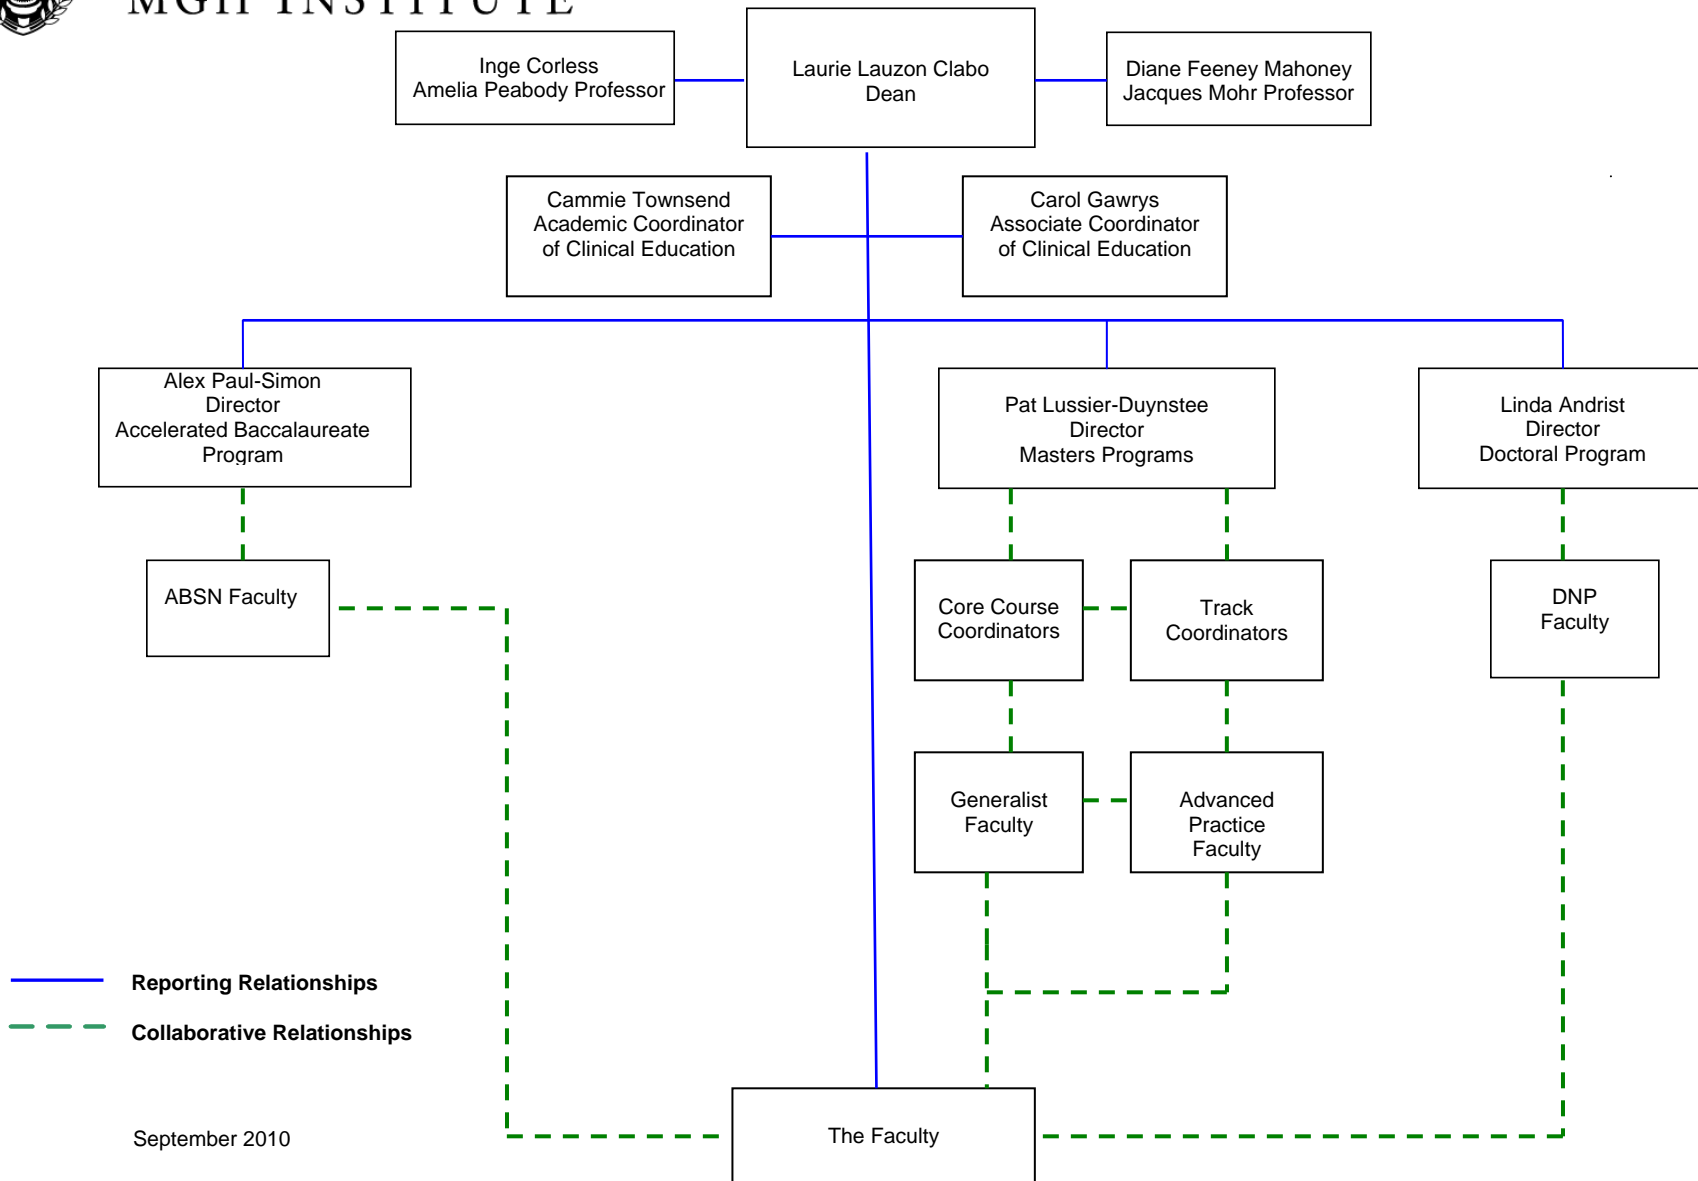 MGH INSTITUTE
Inge Corless
Amelia Peabody Professor
Laurie Lauzon Clabo
Dean
Diane Feeney Mahoney
Jacques Mohr Professor
Cammie Townsend
Academic Coordinator
of Clinical Education
Carol Gawrys
Associate Coordinator
of Clinical Education
Alex Paul-Simon
Director
Accelerated Baccalaureate
Program
Pat Lussier-Duynstee
Director
Masters Programs
Linda Andrist
Director
Doctoral Program
ABSN Faculty
Core Course
Coordinators
Track
Coordinators
DNP
Faculty
Generalist
Faculty
Advanced
Practice
Faculty
Reporting Relationships
Collaborative Relationships
September 2010
The Faculty